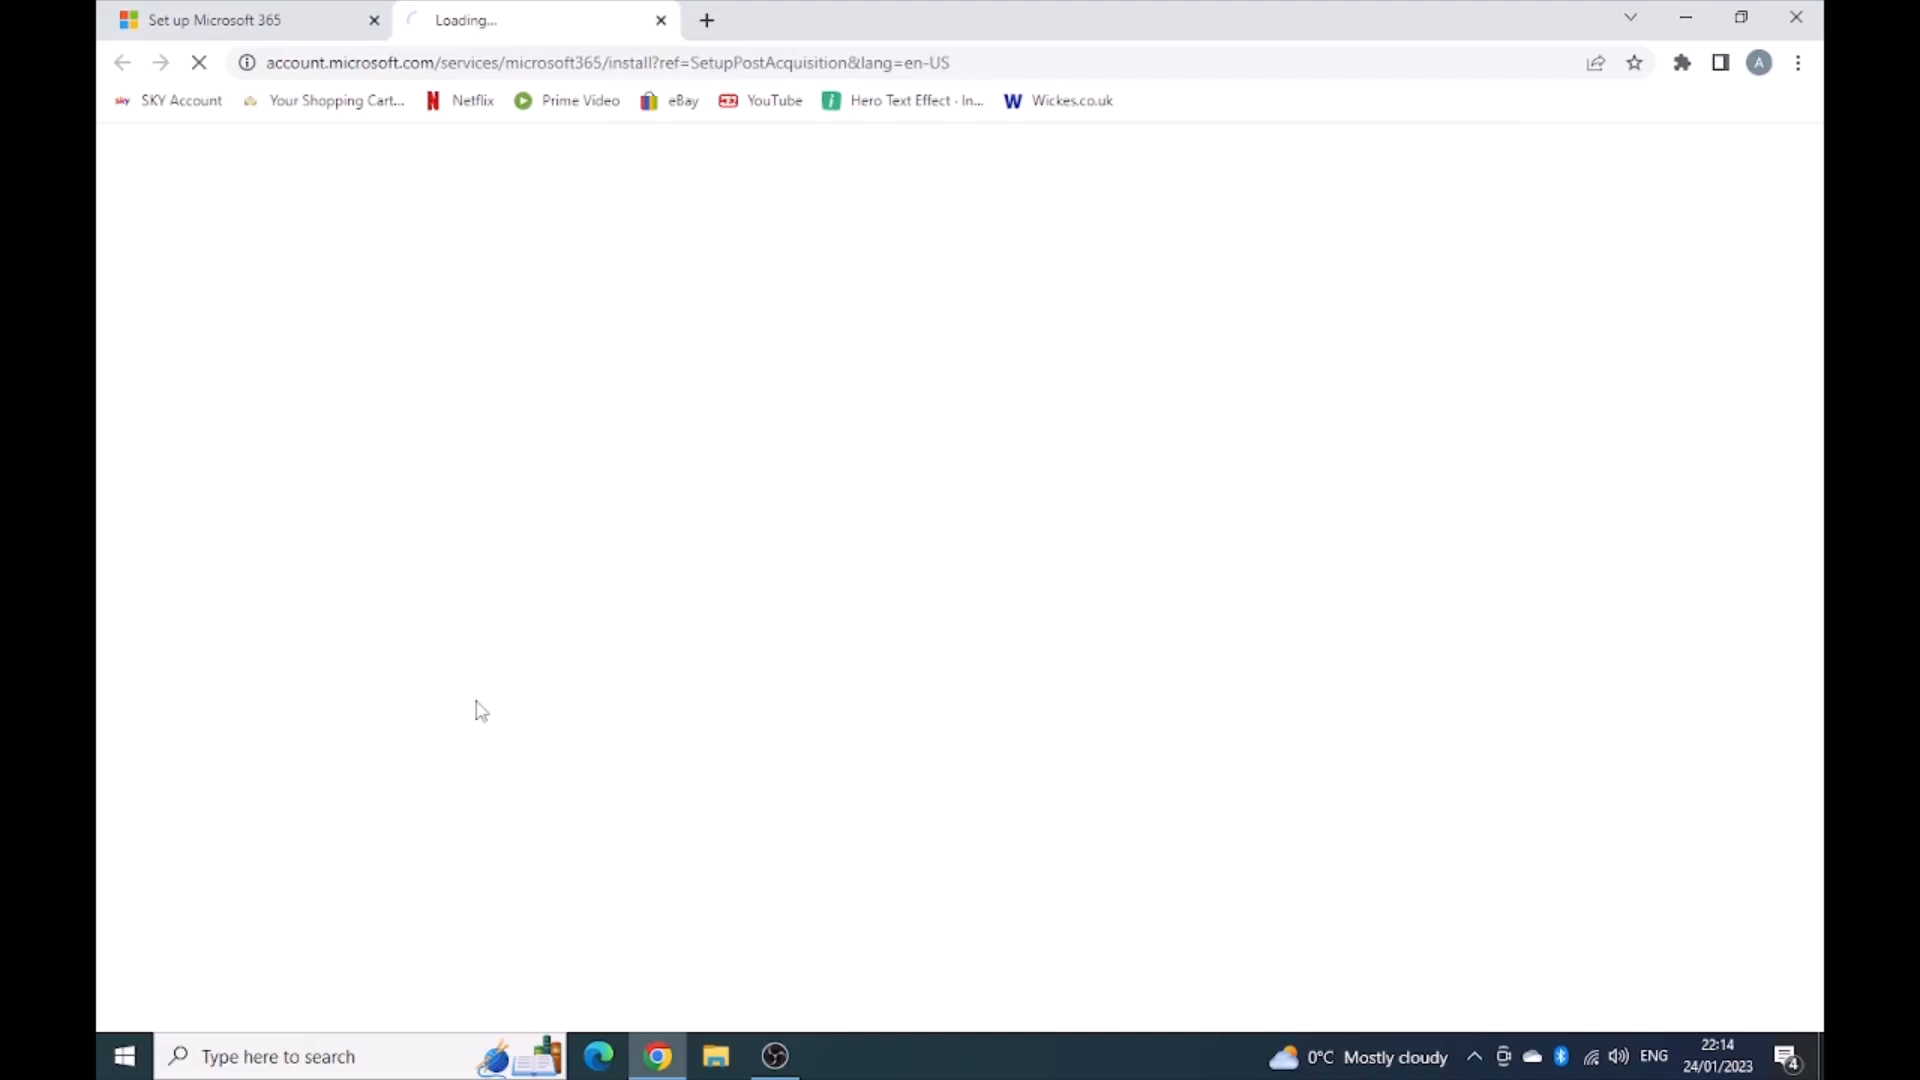 Set up Microsoft 365
Loading...
account.microsoft.com/services/microsoft365/install?ref=SetupPostAcquisition&lang=en-US
A
sky SKY Account
Your Shopping Cart...
N Netflix
Prime Video
eBay
YouTube
i Hero Text Effect · In...
W Wickes.co.uk
Type here to search
0°C Mostly cloudy
ENG
22:14
24/01/2023
4